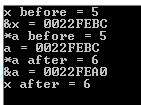 x before = 5
&x = 0022FEBC
*a before = 5
a = 0022FEBC
*a after = 6
&a = 0022FEA0
x after = 6